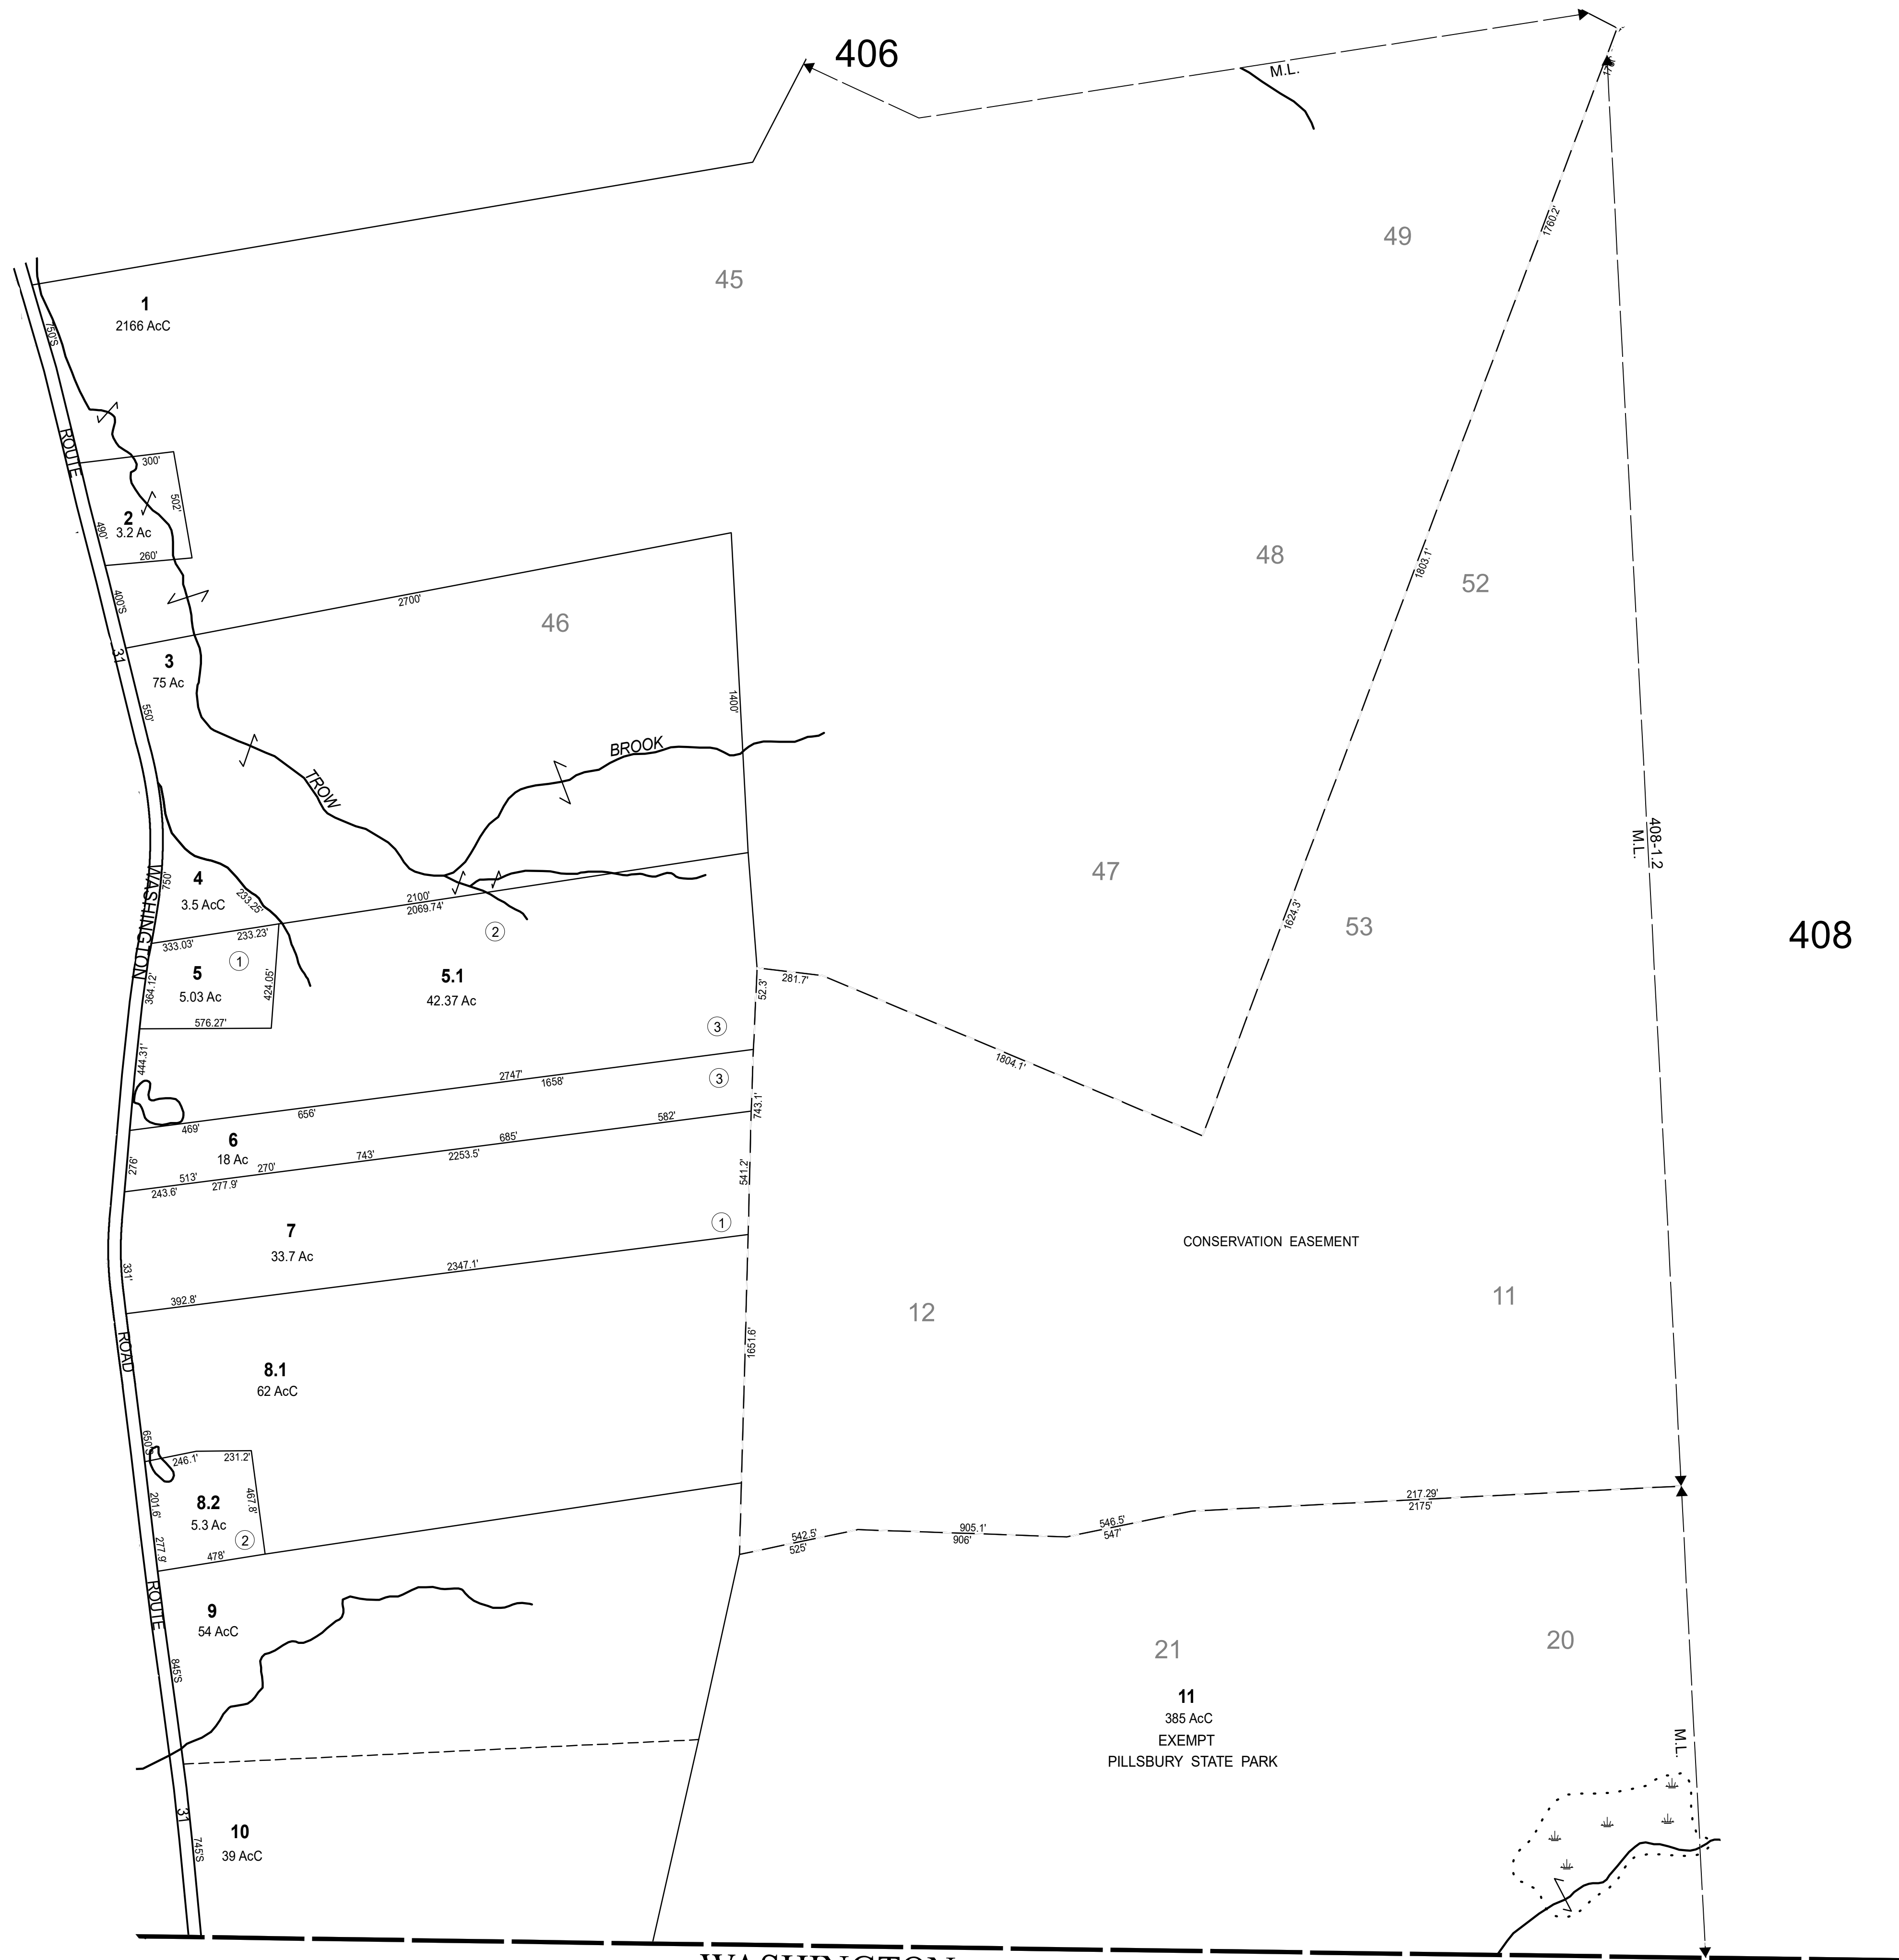 406
M.L.
176'
1760.2'
49
45
1
2166 AcC
750'S
ROUTE
300'
502'
2
3.2 Ac
490'
260'
400'S
48
1803.1'
52
2700'
46
31
3
75 Ac
550'
1400'
BROOK
TROW
408-1.2
M.L.
WASHINGTON
750'
4
3.5 AcC
233.25'
47
2100'
2069.74'
1624.3'
53
408
333.03'
233.23'
1
2
5
5.03 Ac
364.12'
424.05'
5.1
42.37 Ac
281.7'
52.3'
576.27'
3
444.31'
2747'
1658'
1804.1'
3
656'
469'
743.1'
582'
6
18 Ac
276'
685'
743'
2253.5'
270'
513'
541.2'
243.6'
277.9'
7
33.7 Ac
1
CONSERVATION EASEMENT
331'
2347.1'
392.8'
11
12
ROAD
1651.6'
8.1
62 AcC
650'S
246.1'
231.2'
8.2
5.3 Ac
201.6'
467.8'
217.29'
2175'
277.9'
2
478'
542.5'
525'
905.1'
906'
546.5'
547'
ROUTE
9
54 AcC
845'S
21
20
11
385 AcC
EXEMPT
PILLSBURY STATE PARK
M.L.
31
745'S
10
39 AcC
WASHINGTON